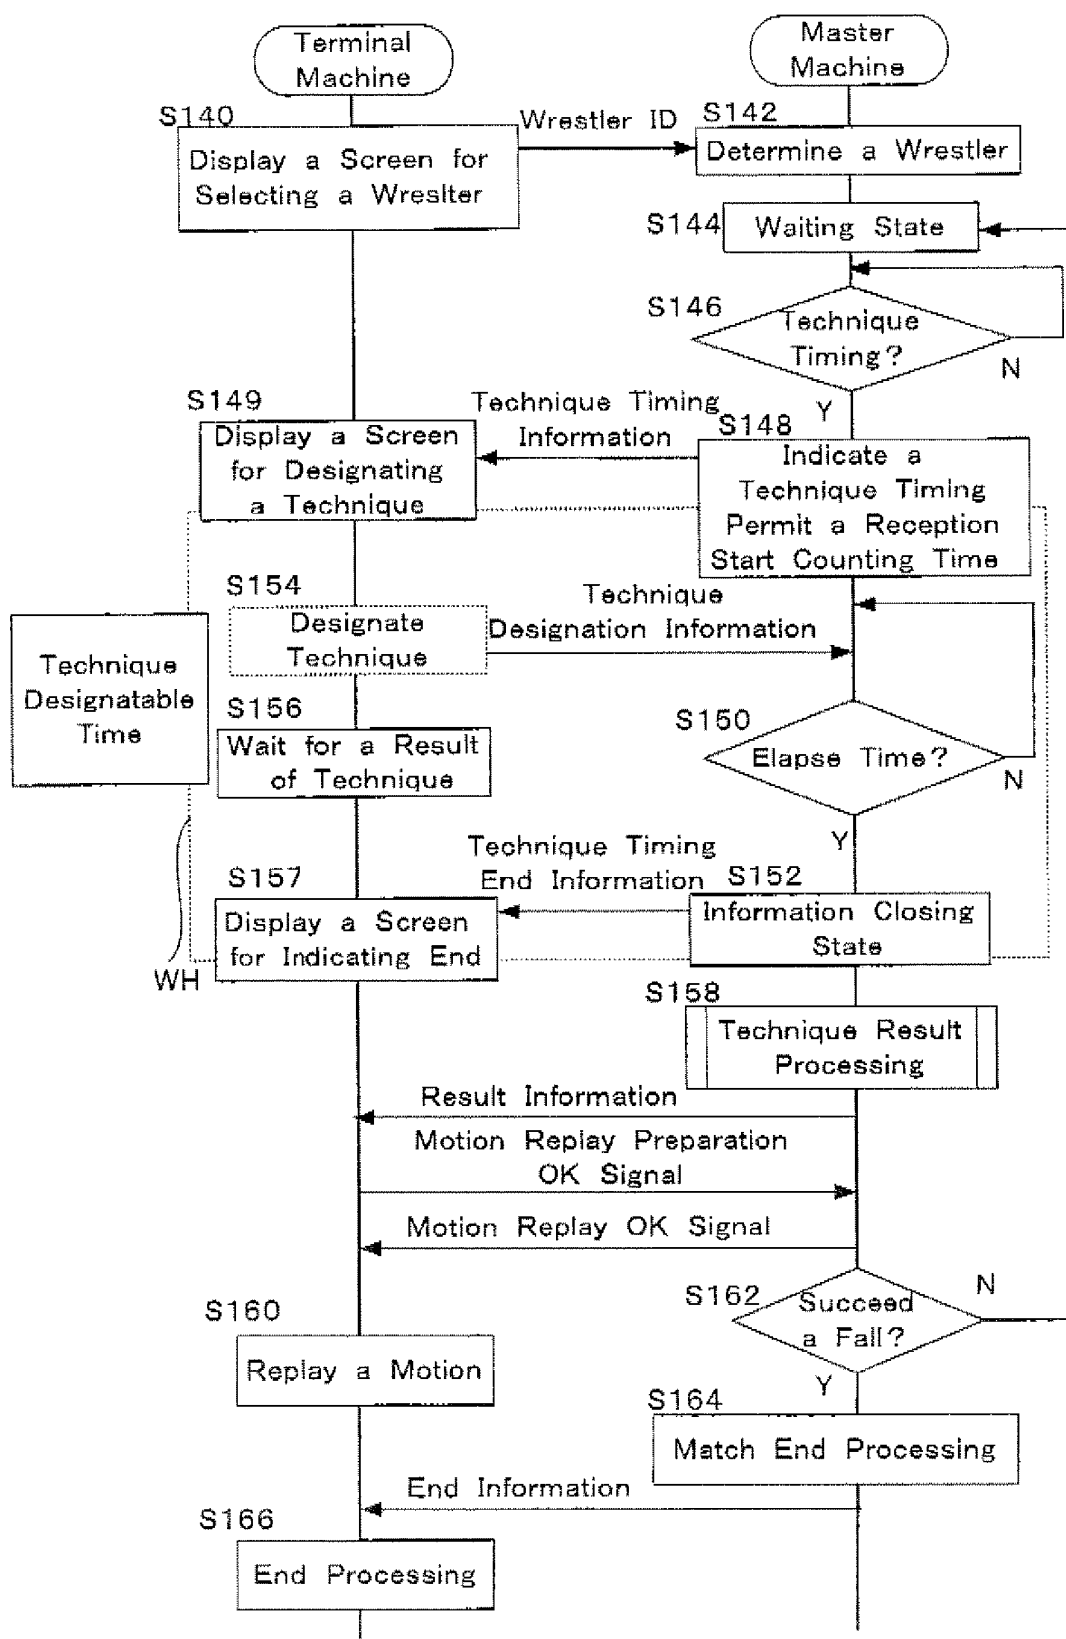 Terminal
Machine
Master
Machine
S140
Display a Screen for
Selecting a Wreslter
Wrestler ID
S142
Determine a Wrestler
S144
Waiting State
S146
Technique
Timing?
N
Y
S149
Display a Screen
for Designating
a Technique
Technique Timing
Information
S148
Indicate a
Technique Timing
Permit a Reception
Start Counting Time
S154
Designate
Technique
Technique
Designation Information
Technique
Designatable
Time
S156
Wait for a Result
of Technique
S150
Elapse Time?
N
Y
S157
Display a Screen
for Indicating End
Technique Timing
End Information
S152
Information Closing
State
WH
S158
Technique Result
Processing
Result Information
Motion Replay Preparation
OK Signal
Motion Replay OK Signal
S162
Succeed
a Fall?
N
Y
S160
Replay a Motion
S164
Match End Processing
End Information
S166
End Processing